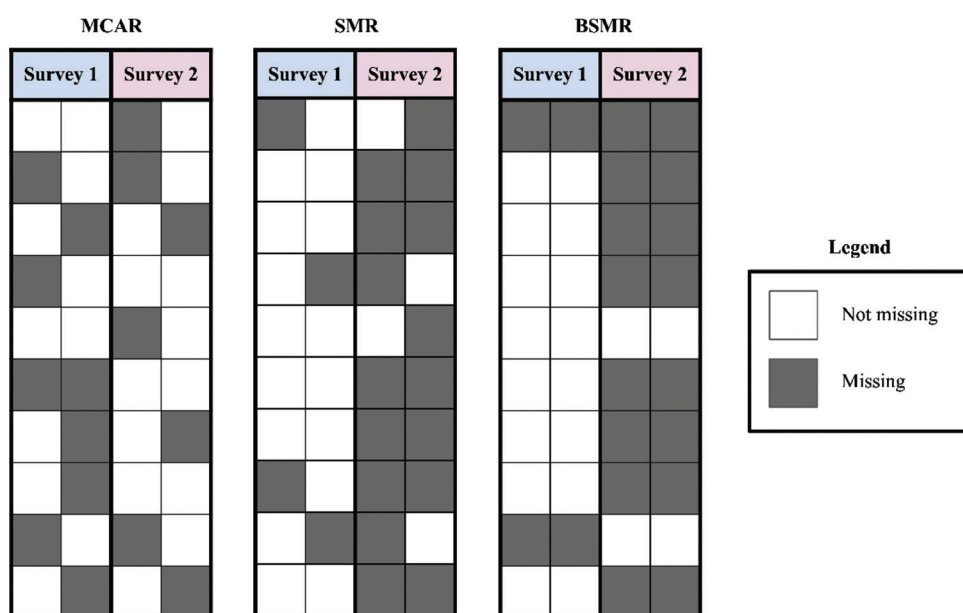 MCAR
SMR
BSMR
Survey 1
Survey 2
Survey 1
Survey 2
Survey 1
Survey 2
Legend
Not missing
Missing